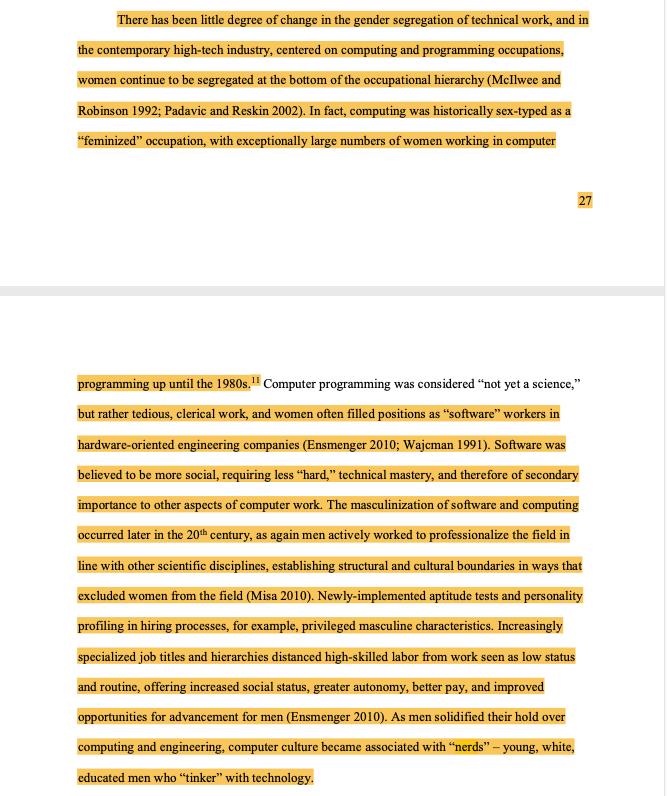 There has been little degree of change in the gender segregation of technical work, and in
the contemporary high-tech industry, centered on computing and programming occupations,
women continue to be segregated at the bottom of the occupational hierarchy (McIlwee and
Robinson 1992; Padavic and Reskin 2002). In fact, computing was historically sex-typed as a
“feminized” occupation, with exceptionally large numbers of women working in computer
27
programming up until the 1980s.11 Computer programming was considered “not yet a science,”
but rather tedious, clerical work, and women often filled positions as “software” workers in
hardware-oriented engineering companies (Ensmenger 2010; Wajcman 1991). Software was
believed to be more social, requiring less “hard,” technical mastery, and therefore of secondary
importance to other aspects of computer work. The masculinization of software and computing
occurred later in the 20th century, as again men actively worked to professionalize the field in
line with other scientific disciplines, establishing structural and cultural boundaries in ways that
excluded women from the field (Misa 2010). Newly-implemented aptitude tests and personality
profiling in hiring processes, for example, privileged masculine characteristics. Increasingly
specialized job titles and hierarchies distanced high-skilled labor from work seen as low status
and routine, offering increased social status, greater autonomy, better pay, and improved
opportunities for advancement for men (Ensmenger 2010). As men solidified their hold over
computing and engineering, computer culture became associated with “nerds” – young, white,
educated men who “tinker” with technology.